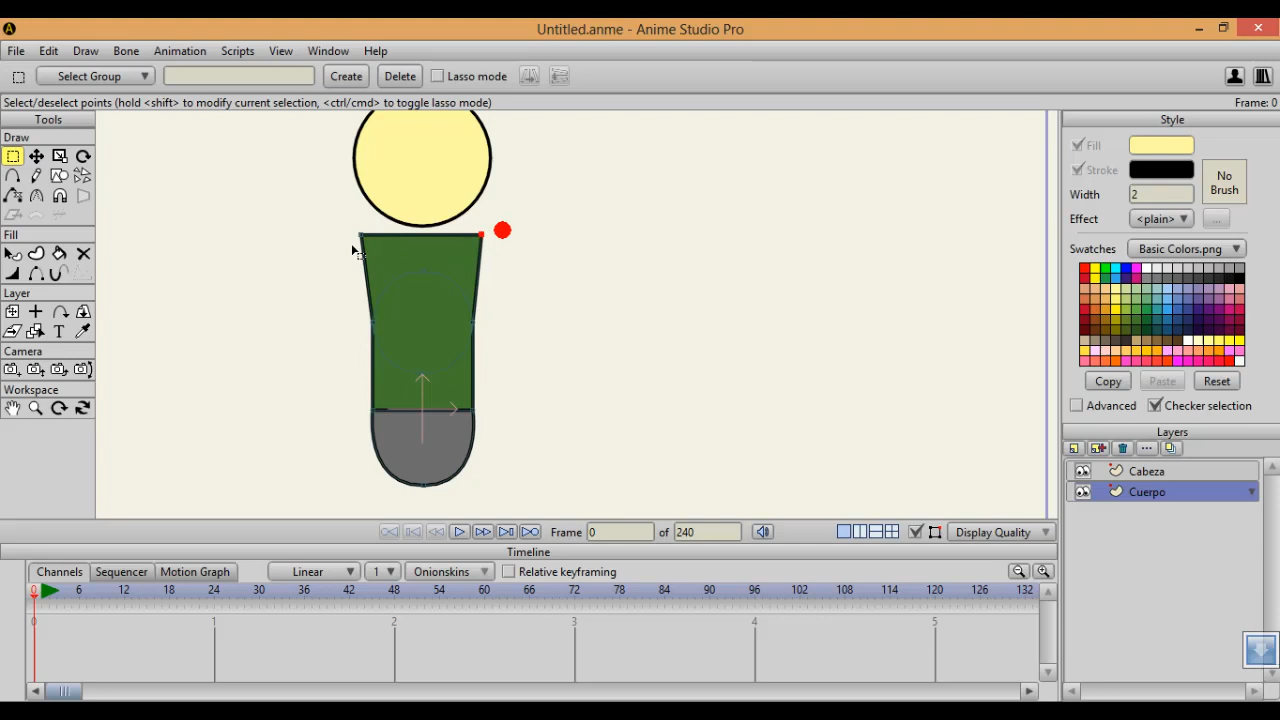 Untitled.anme - Anime Studio Pro
File Edit Draw Bone Animation Scripts View Window Help
Select Group Create Delete Lasso mode
Select/deselect points (hold <shift> to modify current selection, <ctrl/cmd> to toggle lasso mode) Frame: 0
Tools Style
Draw
Fill
Stroke
No
Brush
Width 2
Effect <plain> ...
Fill
Swatches Basic Colors.png
Layer
Camera
Copy Paste Reset
Workspace
Advanced Checker selection
Layers
Cabeza
Cuerpo
Frame 0 of 240 Display Quality
Timeline
Channels Sequencer Motion Graph Linear 1 Onionskins Relative keyframing
0 6 12 18 24 30 36 42 48 54 60 66 72 78 84 90 96 102 108 114 120 126 132
0 1 2 3 4 5